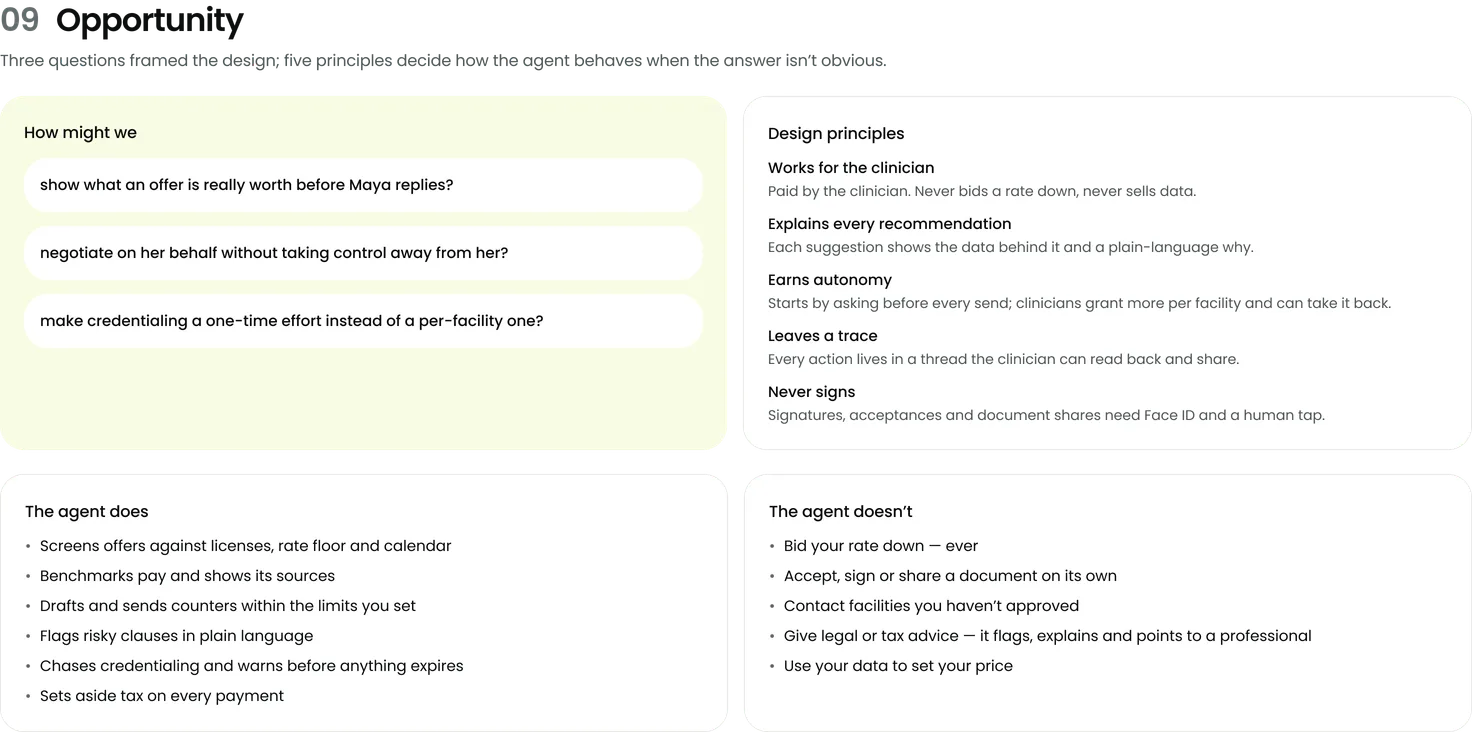 09 Opportunity
Three questions framed the design; five principles decide how the agent behaves when the answer isn’t obvious.
How might we
show what an offer is really worth before Maya replies?
negotiate on her behalf without taking control away from her?
make credentialing a one-time effort instead of a per-facility one?
Design principles
Works for the clinician
Paid by the clinician. Never bids a rate down, never sells data.
Explains every recommendation
Each suggestion shows the data behind it and a plain-language why.
Earns autonomy
Starts by asking before every send; clinicians grant more per facility and can take it back.
Leaves a trace
Every action lives in a thread the clinician can read back and share.
Never signs
Signatures, acceptances and document shares need Face ID and a human tap.
The agent does
• Screens offers against licenses, rate floor and calendar
• Benchmarks pay and shows its sources
• Drafts and sends counters within the limits you set
• Flags risky clauses in plain language
• Chases credentialing and warns before anything expires
• Sets aside tax on every payment
The agent doesn’t
• Bid your rate down — ever
• Accept, sign or share a document on its own
• Contact facilities you haven’t approved
• Give legal or tax advice — it flags, explains and points to a professional
• Use your data to set your price